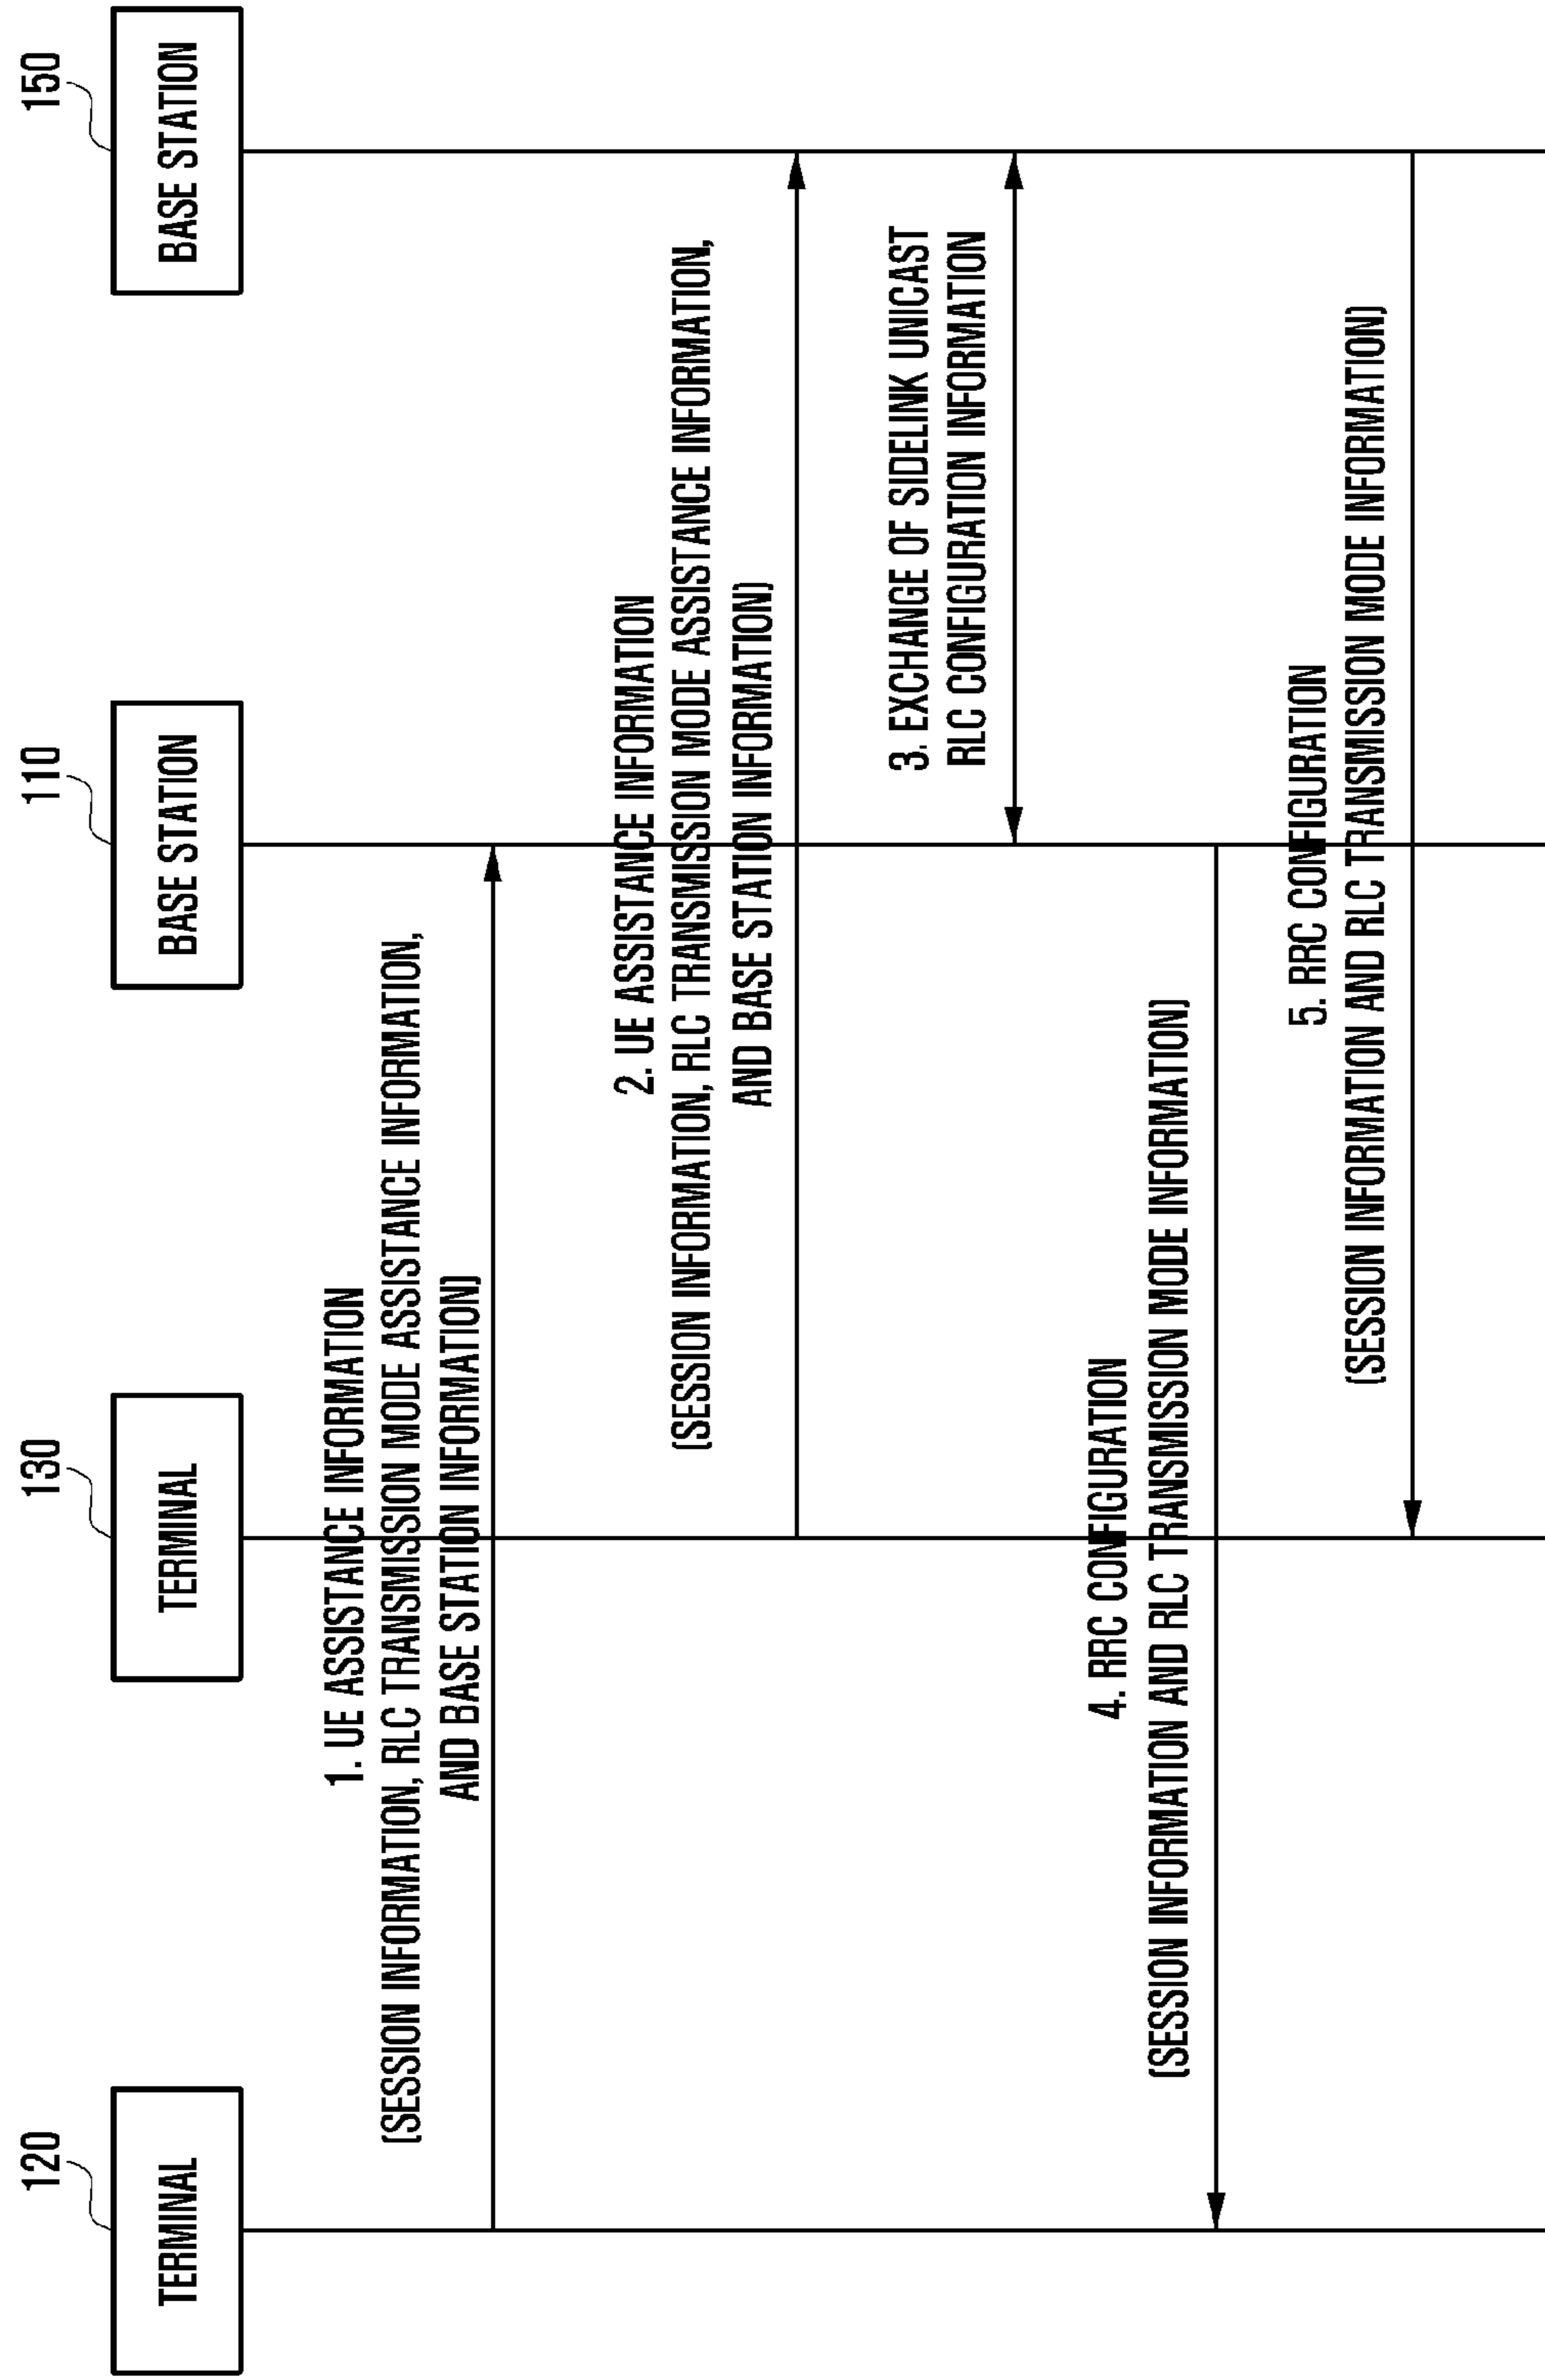 120
130
110
150
TERMINAL
TERMINAL
BASE STATION
BASE STATION
1. UE ASSISTANCE INFORMATION
(SESSION INFORMATION, RLC TRANSMISSION MODE ASSISTANCE INFORMATION,
AND BASE STATION INFORMATION)
2. UE ASSISTANCE INFORMATION
(SESSION INFORMATION, RLC TRANSMISSION MODE ASSISTANCE INFORMATION,
AND BASE STATION INFORMATION)
3. EXCHANGE OF SIDELINK UNICAST
RLC CONFIGURATION INFORMATION
4. RRC CONFIGURATION
(SESSION INFORMATION AND RLC TRANSMISSION MODE INFORMATION)
5. RRC CONFIGURATION
(SESSION INFORMATION AND RLC TRANSMISSION MODE INFORMATION)